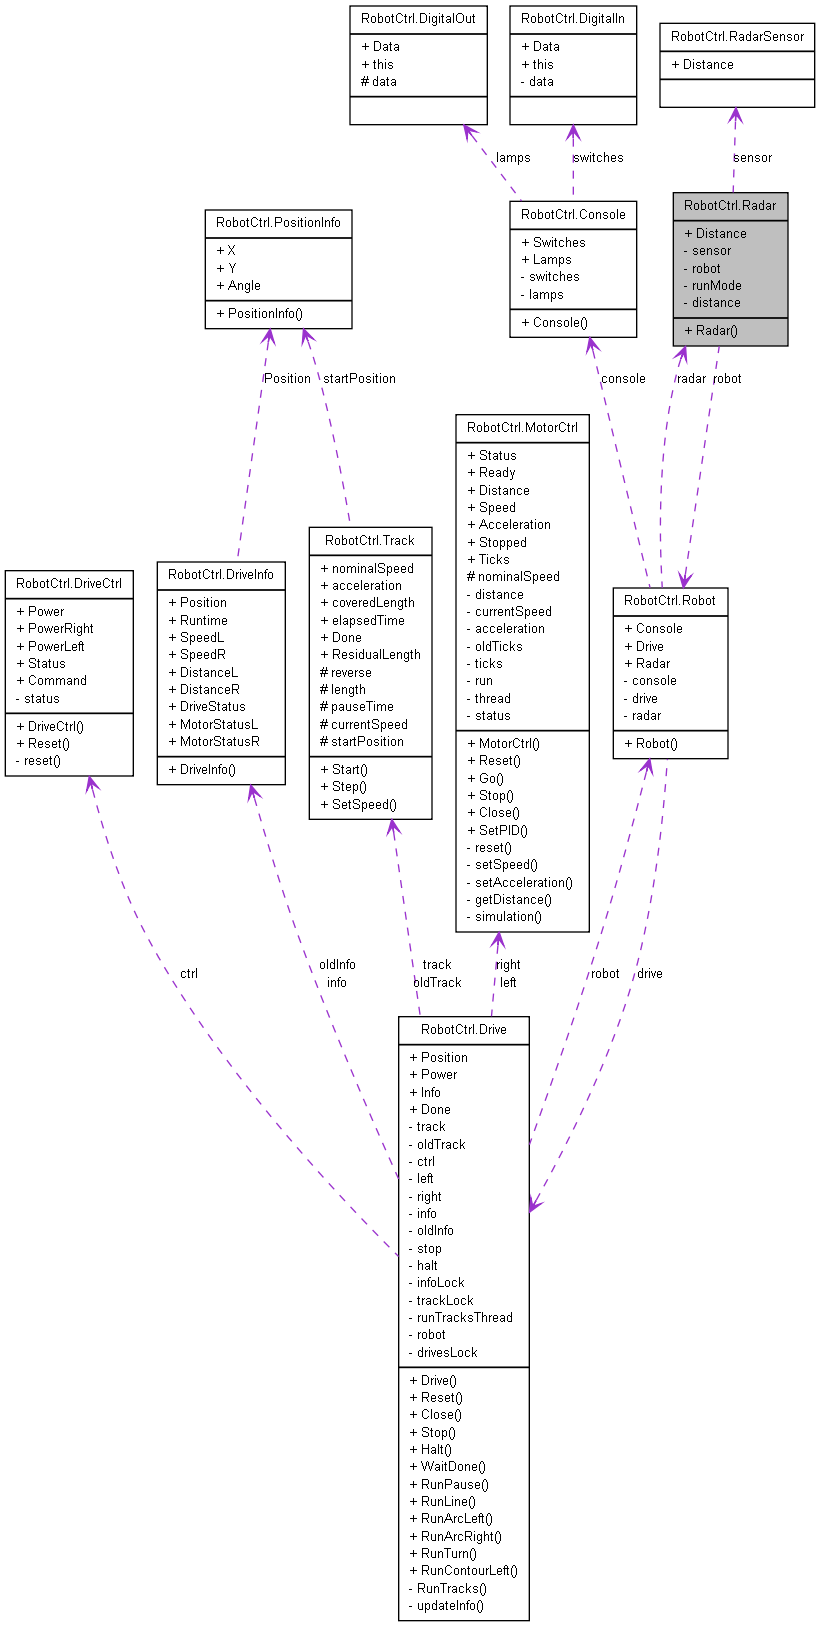 RobotCtrl.DigitalOut
+ Data
+ this
# data
RobotCtrl.DigitalIn
+ Data
+ this
- data
RobotCtrl.RadarSensor
+ Distance
lamps
switches
sensor
RobotCtrl.PositionInfo
+ X
+ Y
+ Angle
+ PositionInfo()
RobotCtrl.Console
+ Switches
+ Lamps
- switches
- lamps
+ Console()
RobotCtrl.Radar
+ Distance
- sensor
- robot
- runMode
- distance
+ Radar()
Position
startPosition
console
radar
robot
RobotCtrl.DriveCtrl
+ Power
+ PowerRight
+ PowerLeft
+ Status
+ Command
- status
+ DriveCtrl()
+ Reset()
- reset()
RobotCtrl.DriveInfo
+ Position
+ Runtime
+ SpeedL
+ SpeedR
+ DistanceL
+ DistanceR
+ DriveStatus
+ MotorStatusL
+ MotorStatusR
+ DriveInfo()
RobotCtrl.Track
+ nominalSpeed
+ acceleration
+ coveredLength
+ elapsedTime
+ Done
+ ResidualLength
# reverse
# length
# pauseTime
# currentSpeed
# startPosition
+ Start()
+ Step()
+ SetSpeed()
RobotCtrl.MotorCtrl
+ Status
+ Ready
+ Distance
+ Speed
+ Acceleration
+ Stopped
+ Ticks
# nominalSpeed
- distance
- currentSpeed
- acceleration
- oldTicks
- ticks
- run
- thread
- status
+ MotorCtrl()
+ Reset()
+ Go()
+ Stop()
+ Close()
+ SetPID()
- reset()
- setSpeed()
- setAcceleration()
- getDistance()
- simulation()
RobotCtrl.Robot
+ Console
+ Drive
+ Radar
- console
- drive
- radar
+ Robot()
ctrl
oldInfo
info
track
oldTrack
right
left
robot
drive
RobotCtrl.Drive
+ Position
+ Power
+ Info
+ Done
- track
- oldTrack
- ctrl
- left
- right
- info
- oldInfo
- stop
- halt
- infoLock
- trackLock
- runTracksThread
- robot
- drivesLock
+ Drive()
+ Reset()
+ Close()
+ Stop()
+ Halt()
+ WaitDone()
+ RunPause()
+ RunLine()
+ RunArcLeft()
+ RunArcRight()
+ RunTurn()
+ RunContourLeft()
- RunTracks()
- updateInfo()